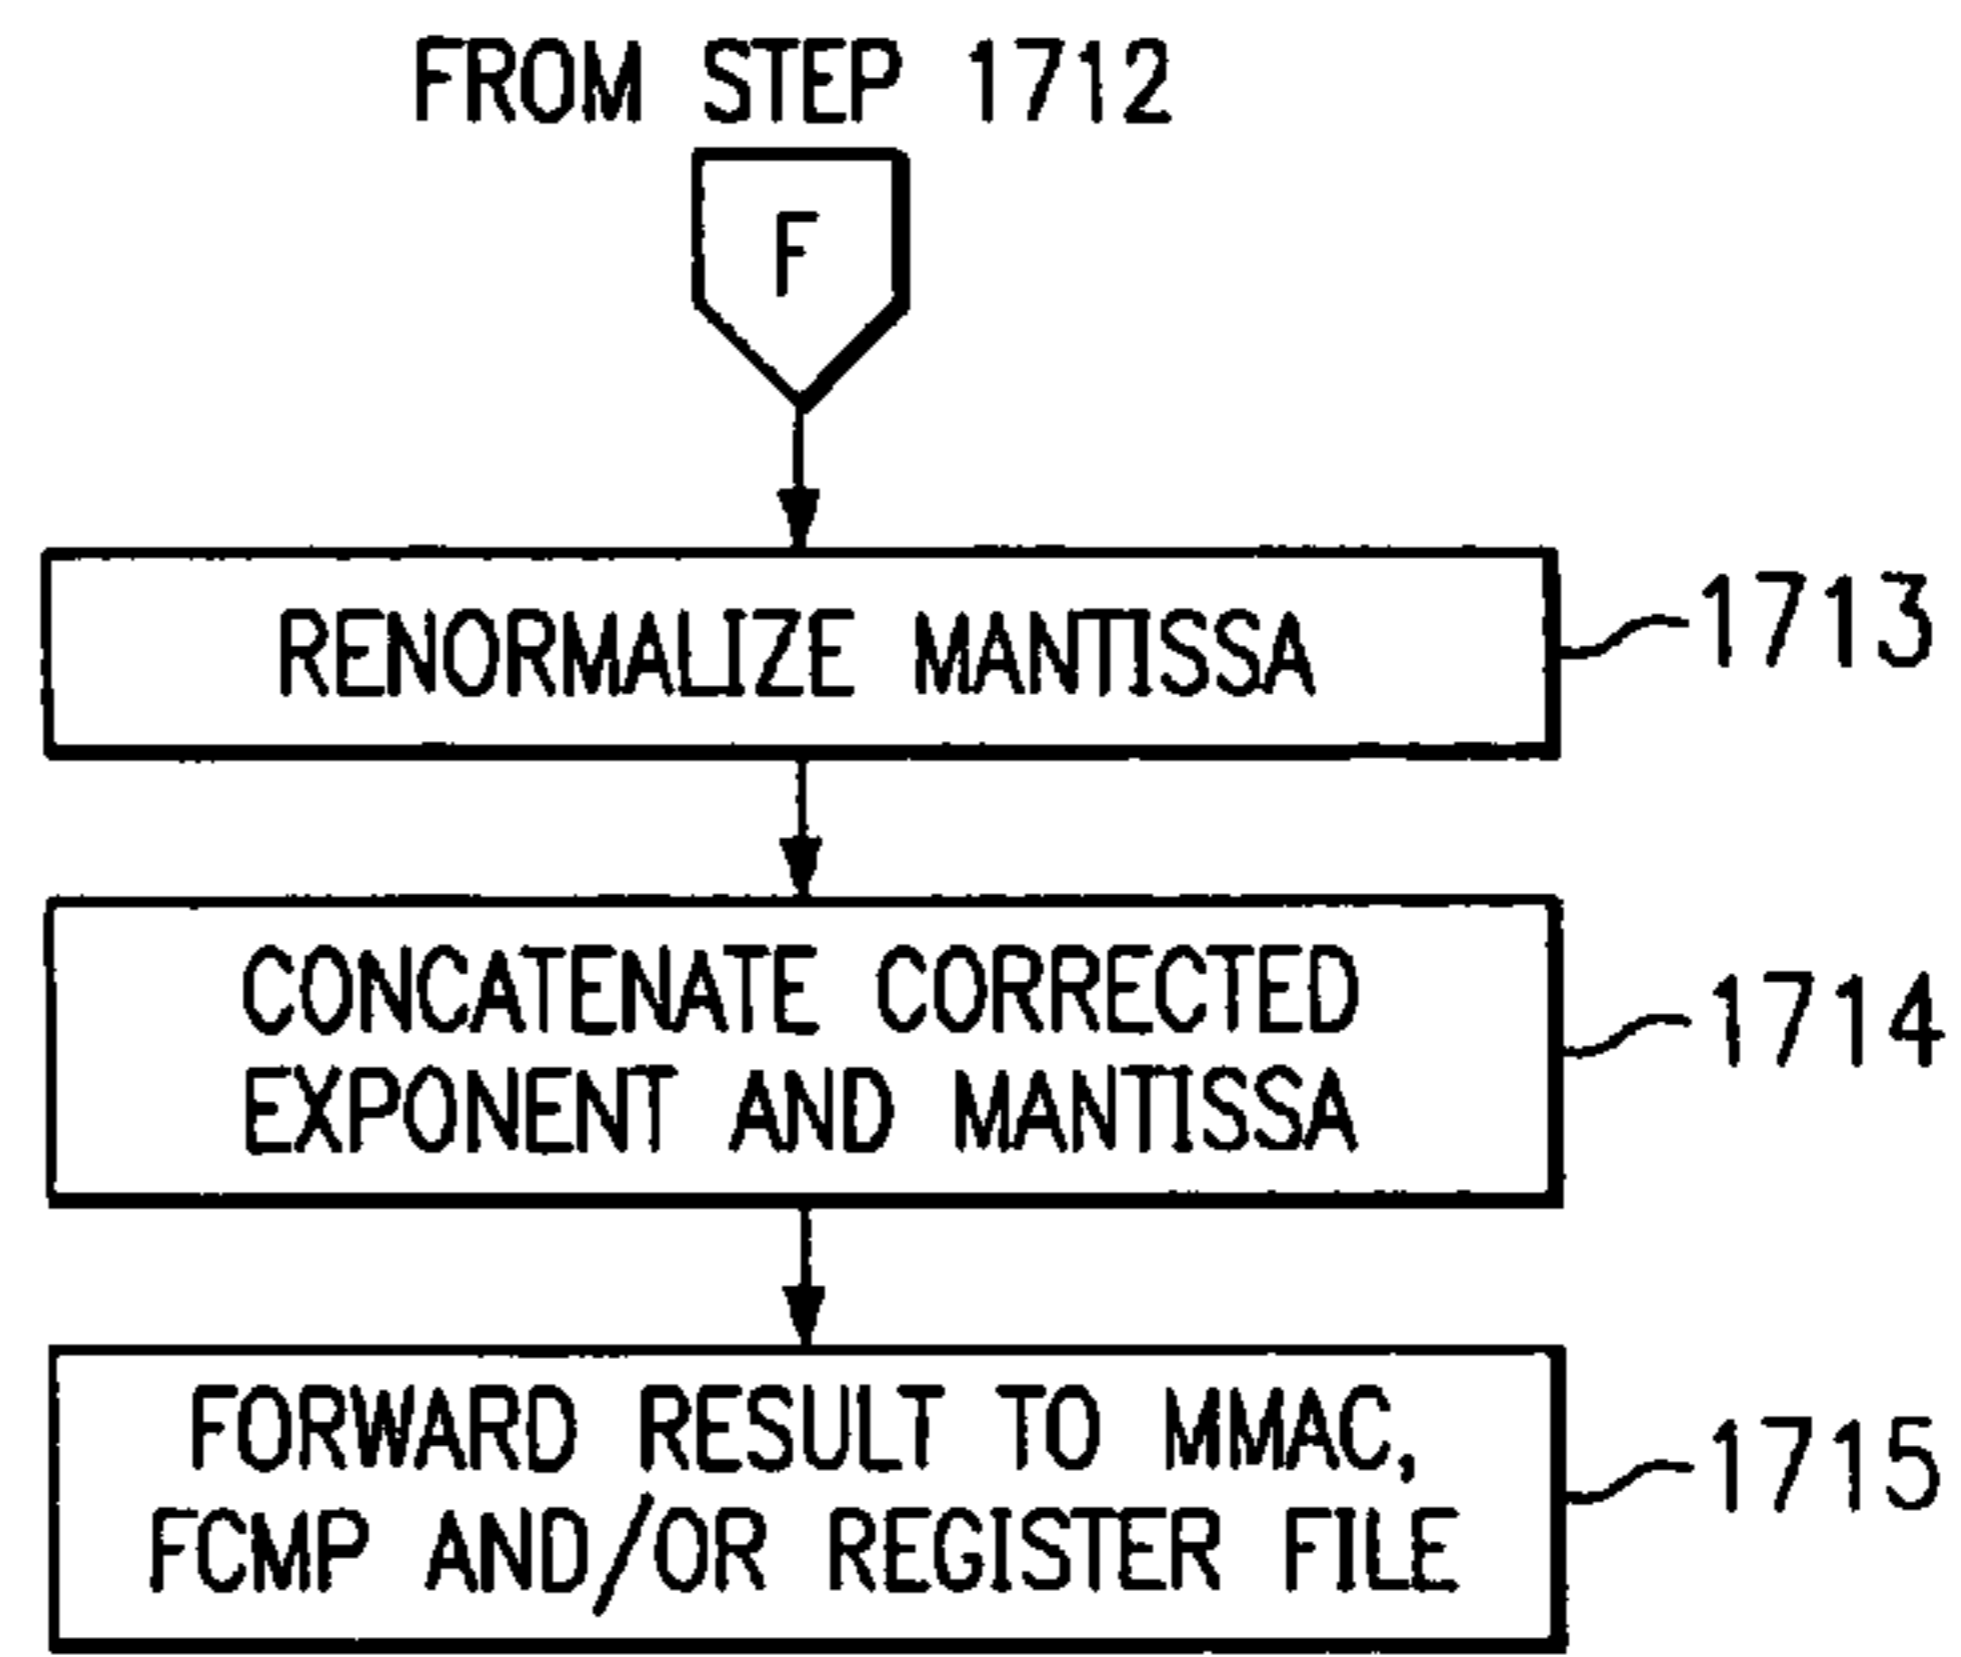 FROM STEP 1712
F
RENORMALIZE MANTISSA
1713
CONCATENATE CORRECTED
EXPONENT AND MANTISSA
1714
FORWARD RESULT TO MMAC,
FCMP AND/OR REGISTER FILE
1715